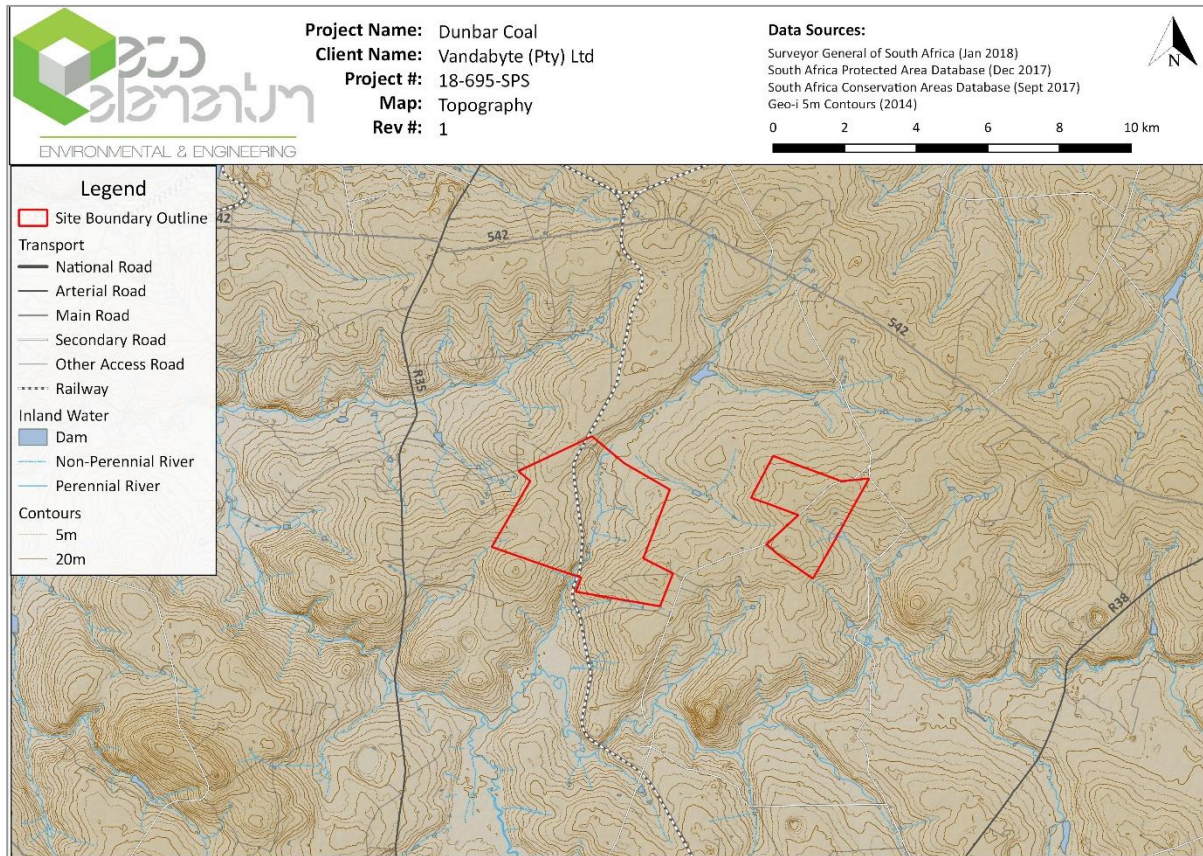 eco
elementum
ENVIRONMENTAL & ENGINEERING
Project Name: Dunbar Coal
Client Name: Vandabyte (Pty) Ltd
Project #: 18-695-SPS
Map: Topography
Rev #: 1
Data Sources:
Surveyor General of South Africa (Jan 2018)
South Africa Protected Area Database (Dec 2017)
South Africa Conservation Areas Database (Sept 2017)
Geo-i 5m Contours (2014)
0 2 4 6 8 10 km
N
Legend
Site Boundary Outline
Transport
National Road
Arterial Road
Main Road
Secondary Road
Other Access Road
Railway
Inland Water
Dam
Non-Perennial River
Perennial River
Contours
5m
20m
42
542
542
R35
R38